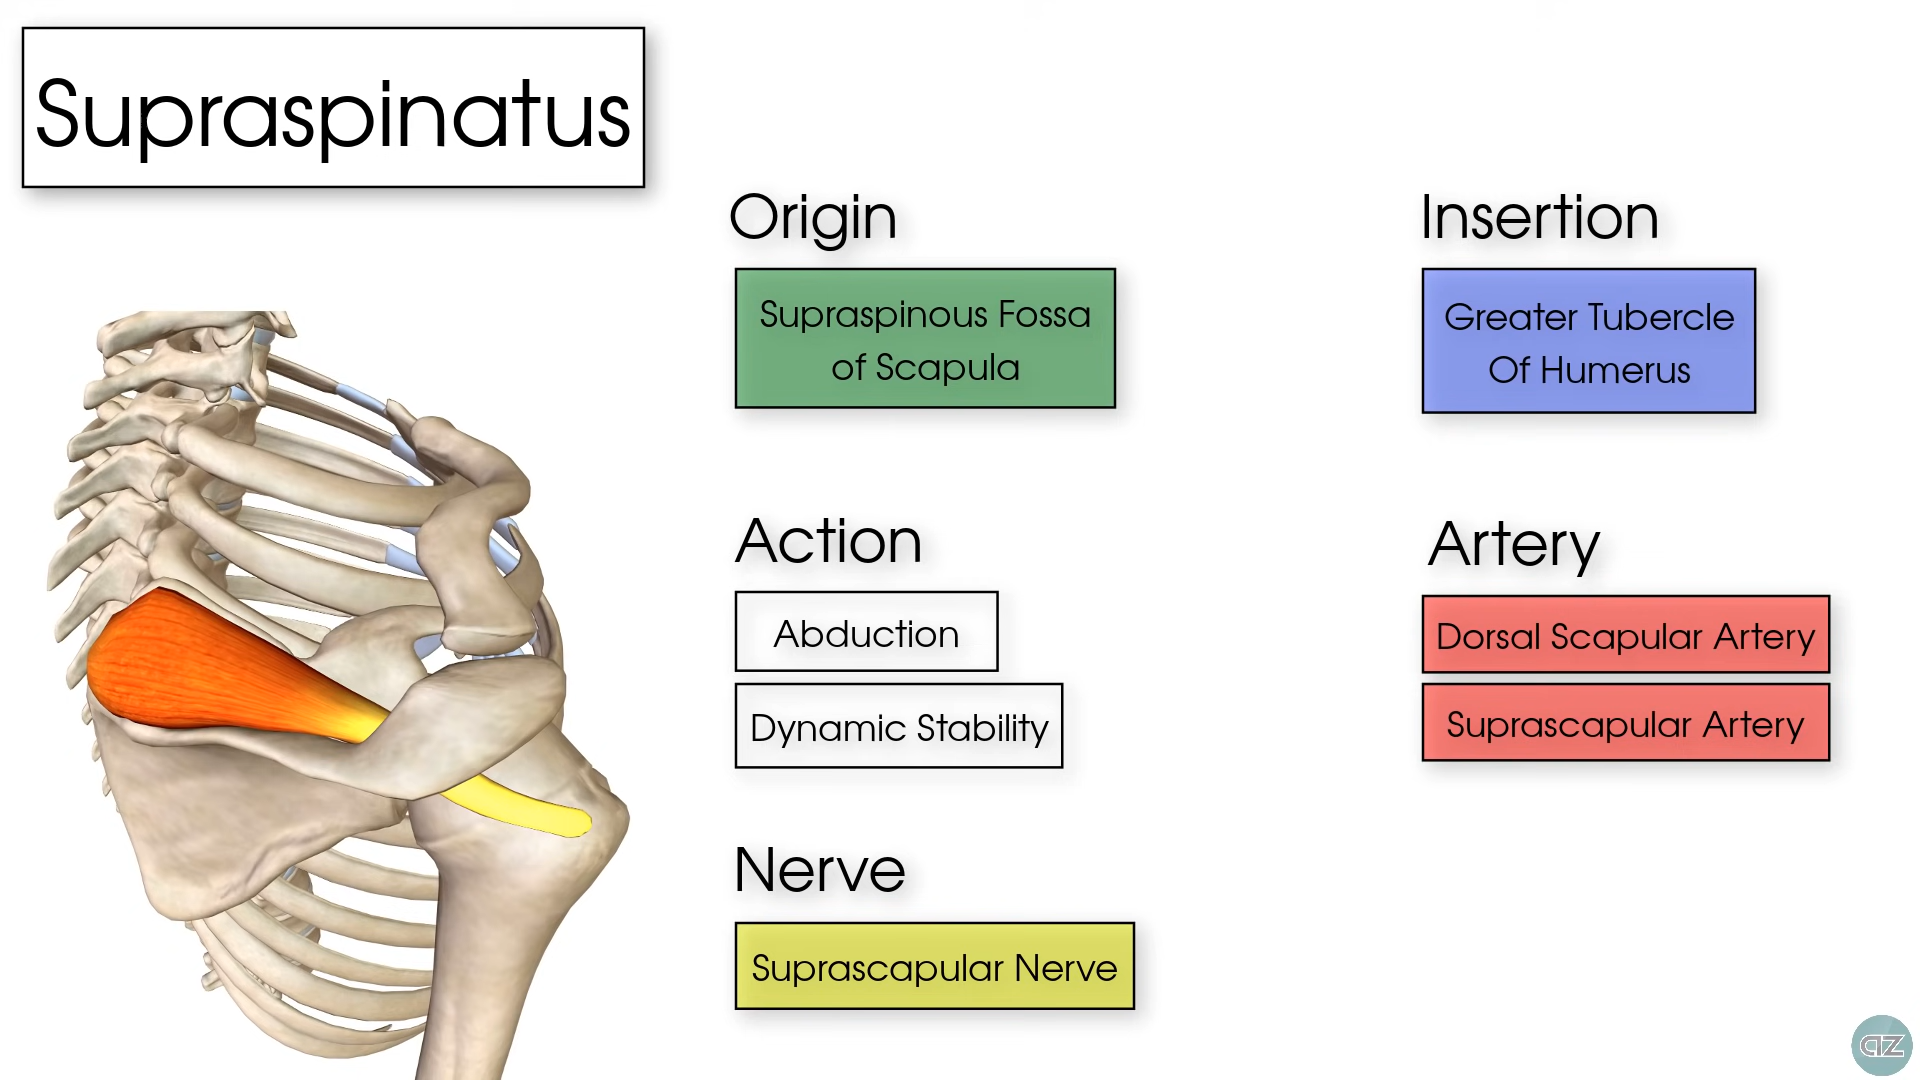 Supraspinatus
Origin
Supraspinous Fossa
of Scapula
Insertion
Greater Tubercle
Of Humerus
Action
Abduction
Dynamic Stability
Artery
Dorsal Scapular Artery
Suprascapular Artery
Nerve
Suprascapular Nerve
az